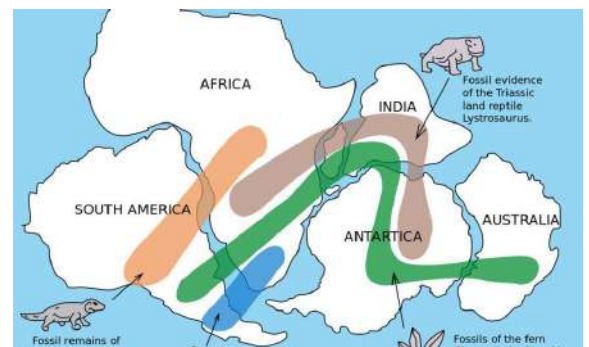 AFRICA
INDIA
Fossil evidence
of the Triassic
land reptile
Lystrosaurus.
SOUTH AMERICA
ANTARTICA
AUSTRALIA
Fossil remains of
Fossils of the fern